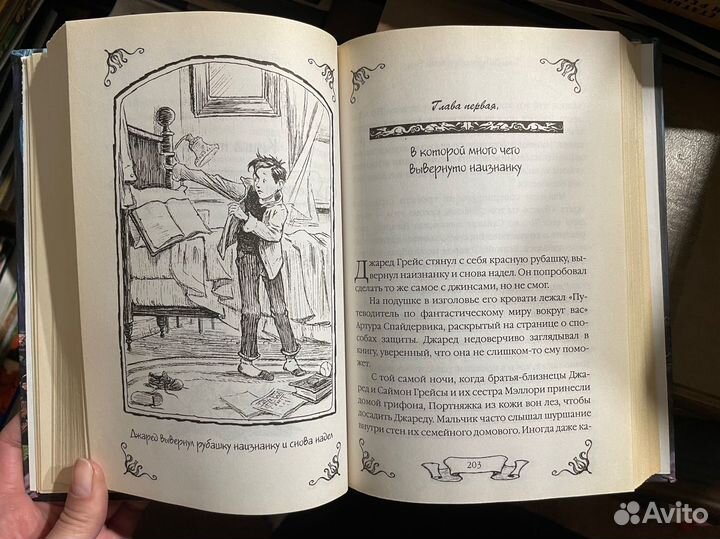 Джаред вывернул рубашку наизнанку и снова надел
Глава первая,
в которой много чего
вывернуто наизнанку
Джаред Грейс стянул с себя красную рубашку, вы-
вернул наизнанку и снова надел. Он попробовал
сделать то же самое с джинсами, но не смог.
На подушке в изголовье его кровати лежал «Пу-
теводитель по фантастическому миру вокруг вас»
Артура Спайдервика, раскрытый на странице о спо-
собах защиты. Джаред недоверчиво заглядывал в
книгу, уверенный, что она не слишком-то ему помо-
жет.
С той самой ночи, когда братья-близнецы Джа-
ред и Саймон Грейсы и их сестра Мэллори принесли
домой грифона, Портняжка из кожи вон лез, чтобы
досадить Джареду. Мальчик часто слышал шуршание
внутри стен их семейного домового. Иногда даже ка-
203
Avito